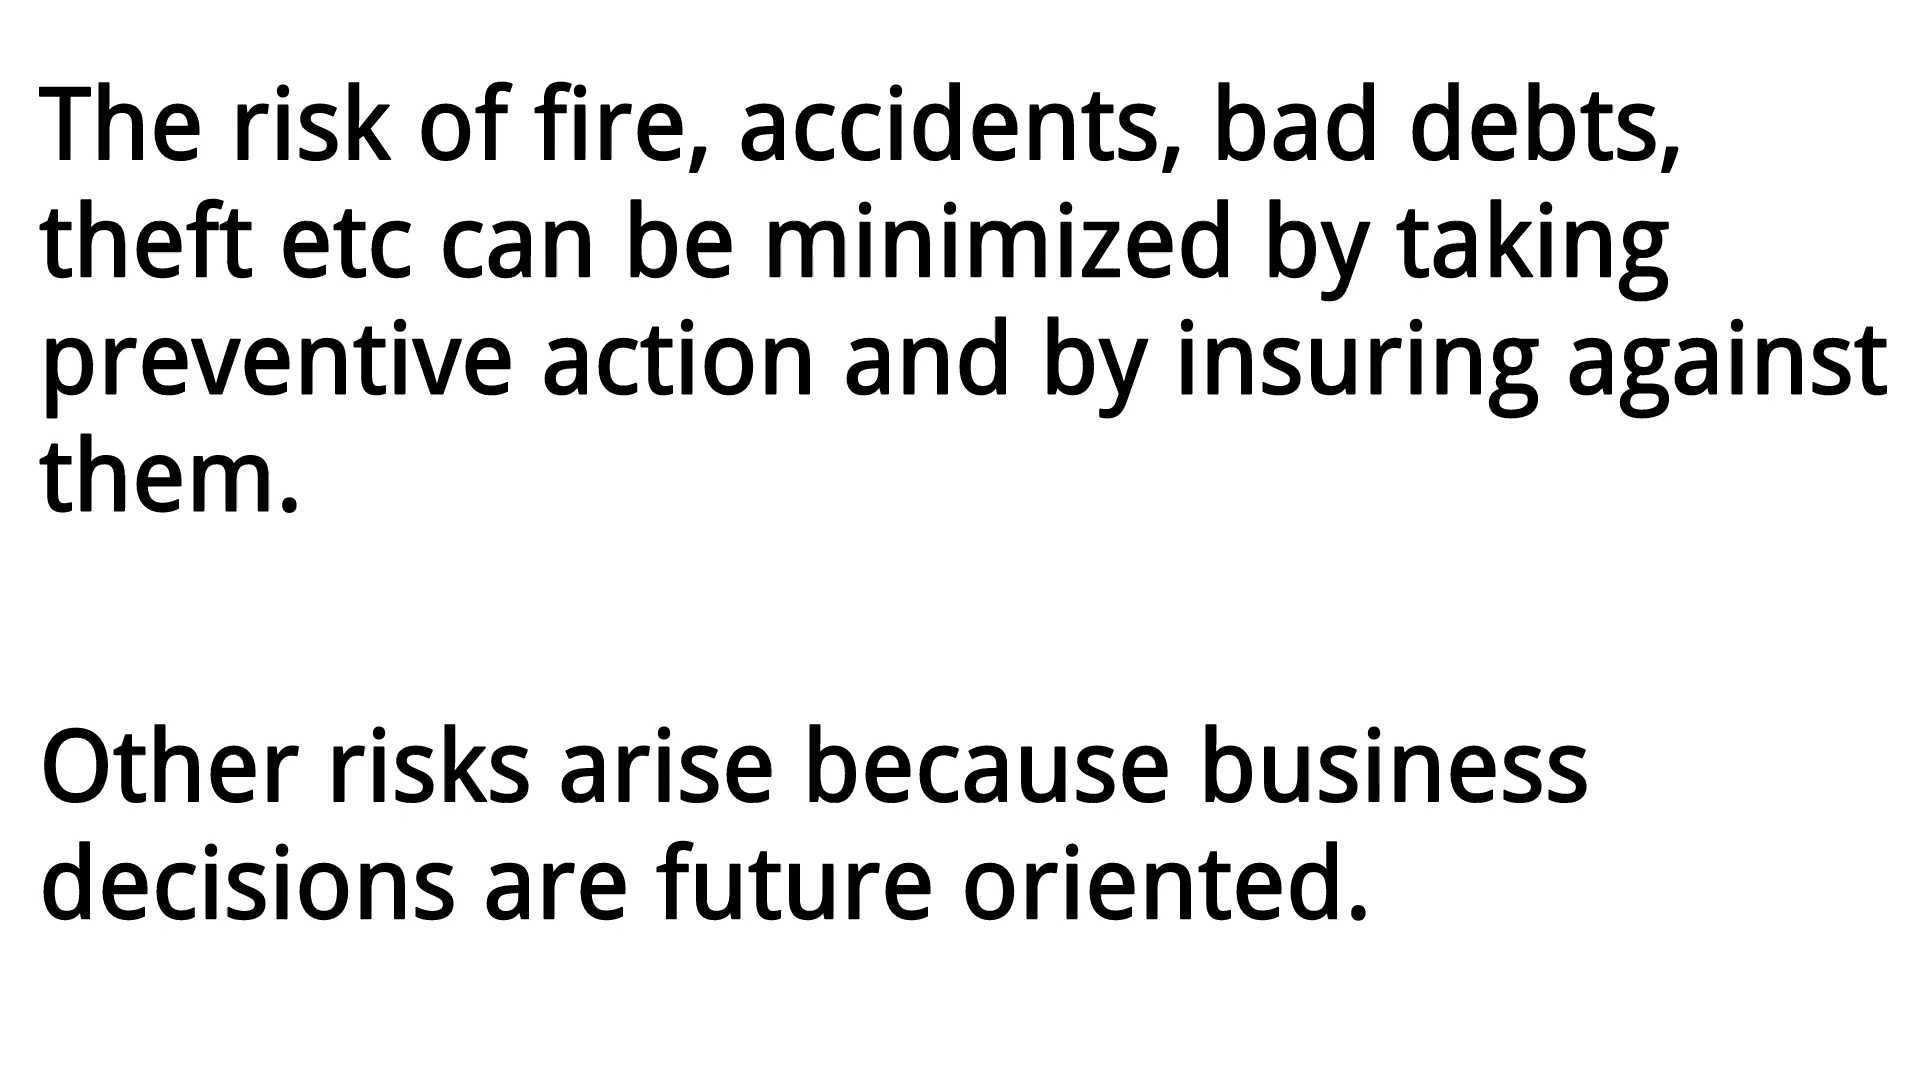 The risk of fire, accidents, bad debts,
theft etc can be minimized by taking
preventive action and by insuring against
them.
Other risks arise because business
decisions are future oriented.